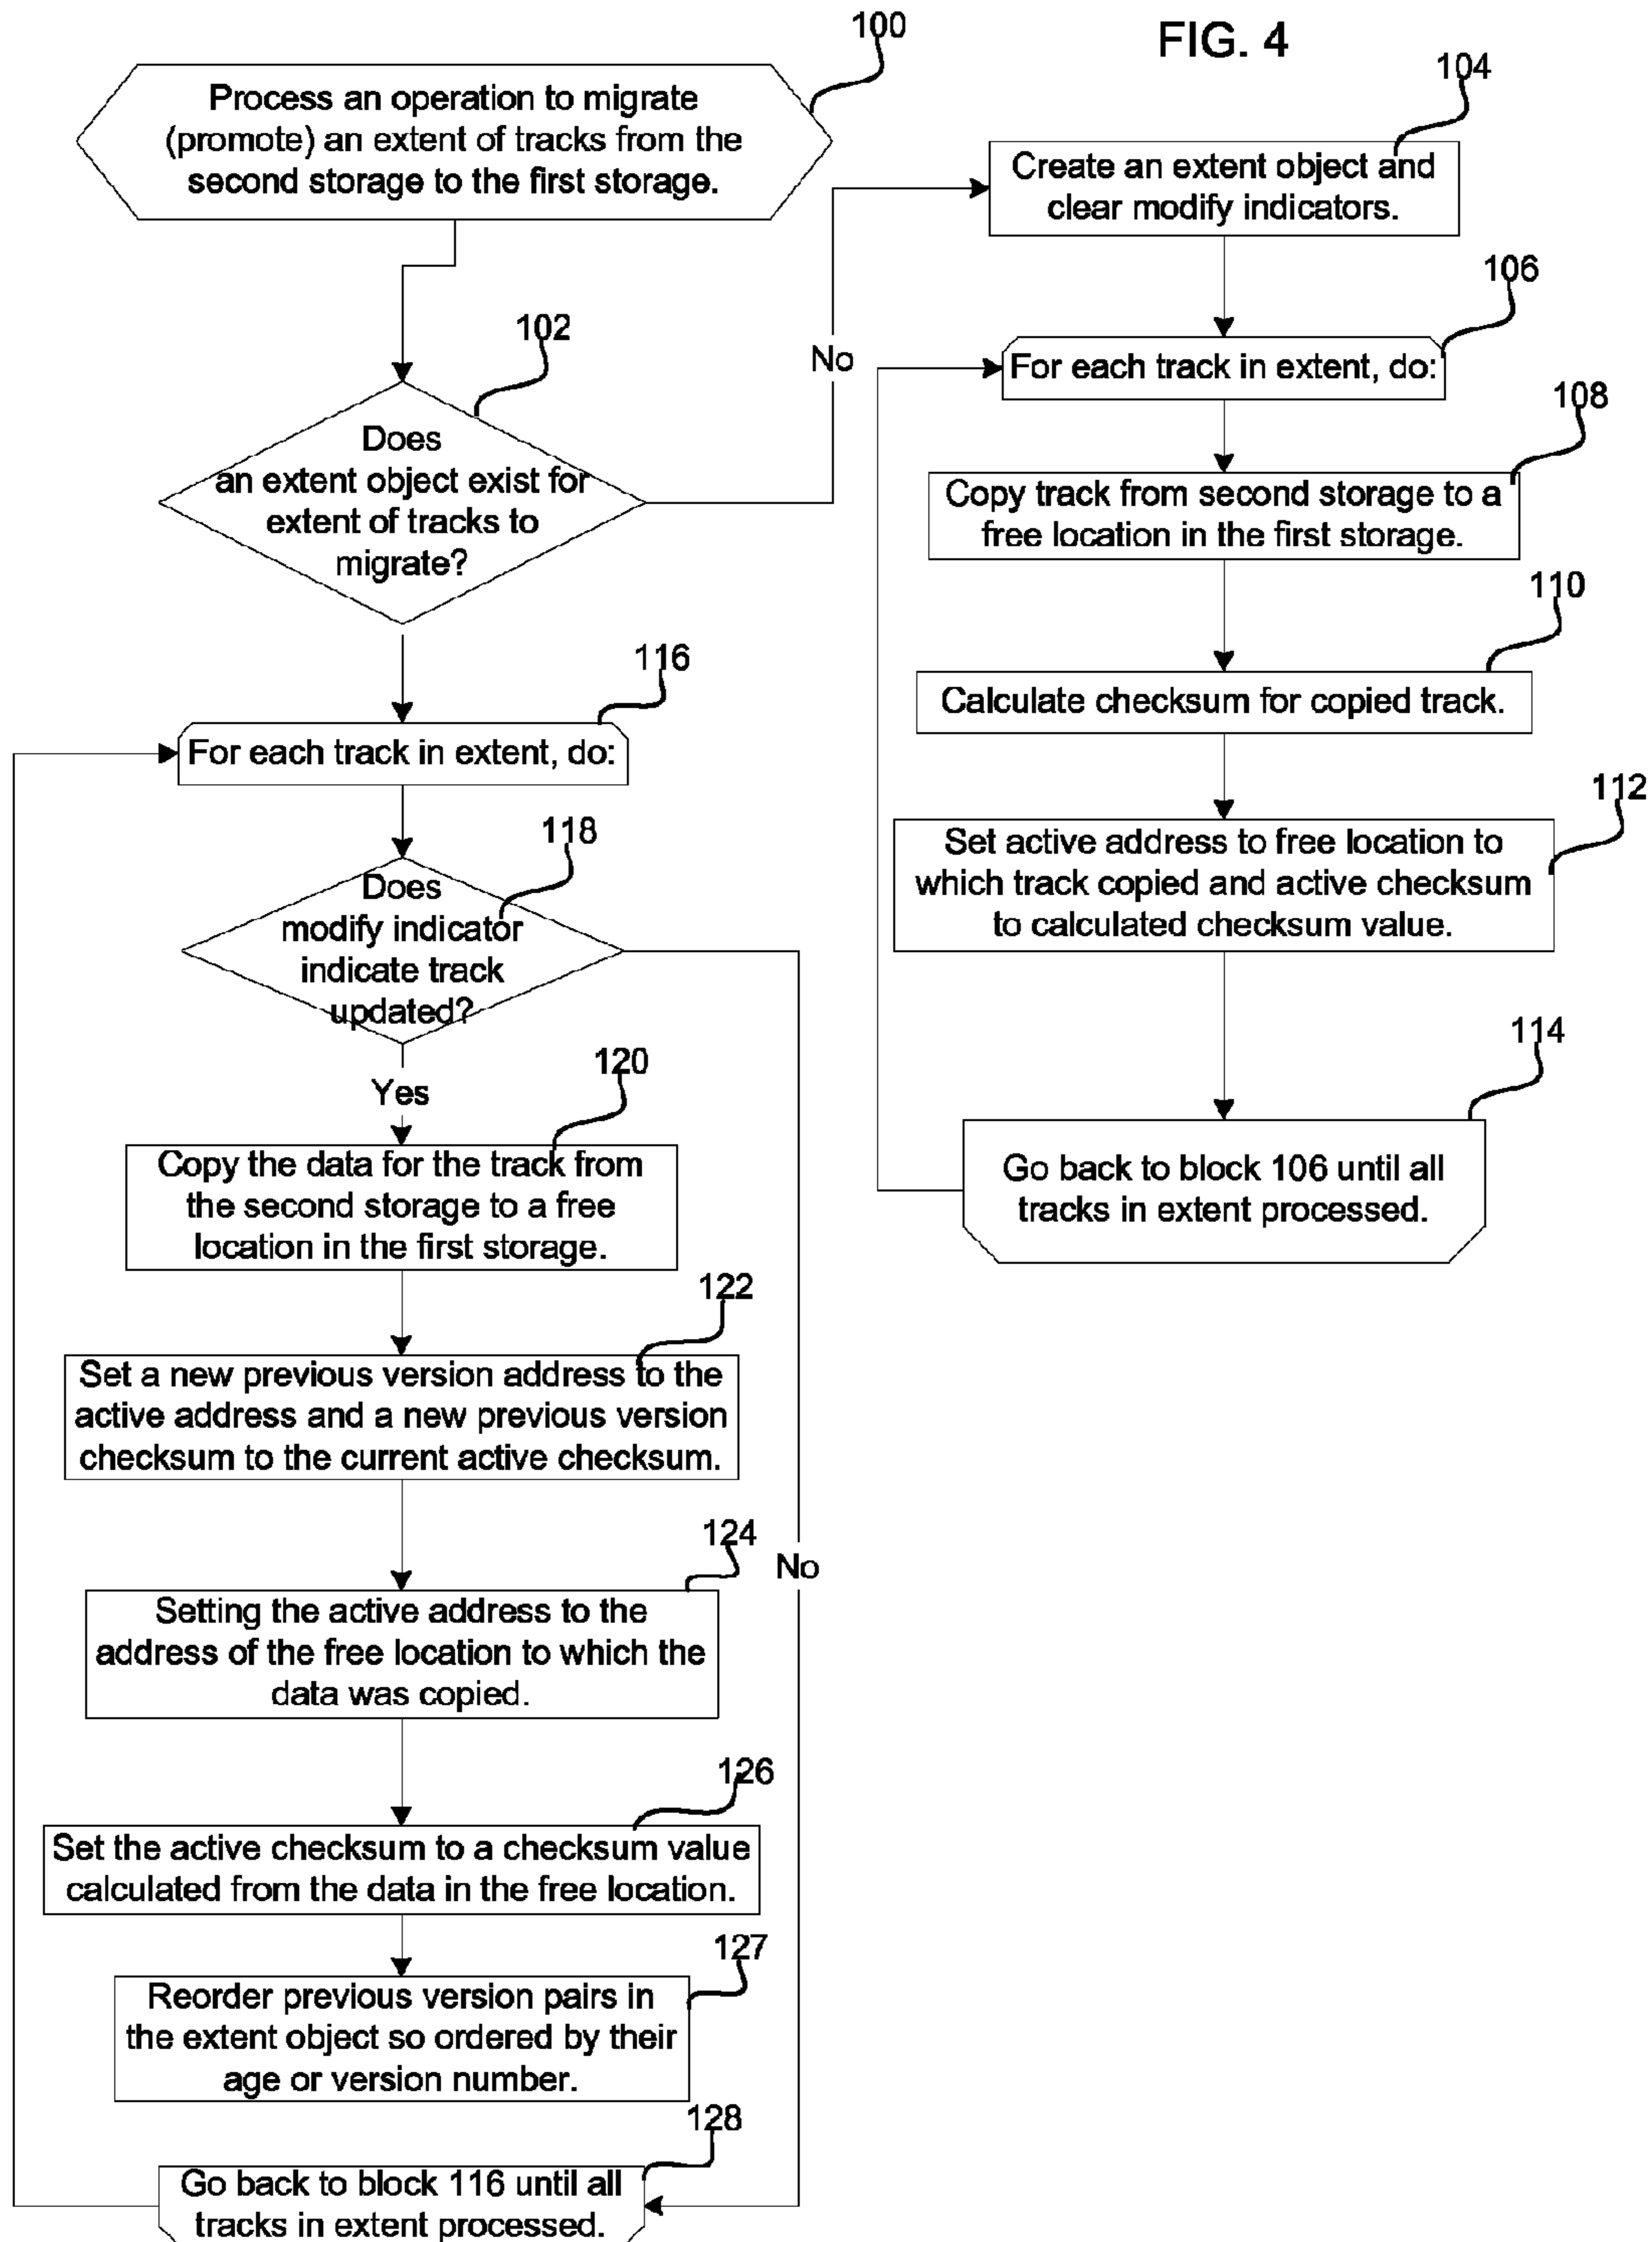 FIG. 4
100
Process an operation to migrate
(promote) an extent of tracks from the
second storage to the first storage.
102
Does
an extent object exist for
extent of tracks to
migrate?
No
104
Create an extent object and
clear modify indicators.
106
For each track in extent, do:
108
Copy track from second storage to a
free location in the first storage.
110
Calculate checksum for copied track.
112
Set active address to free location to
which track copied and active checksum
to calculated checksum value.
114
Go back to block 106 until all
tracks in extent processed.
116
For each track in extent, do:
118
Does
modify indicator
indicate track
updated?
Yes
No
120
Copy the data for the track from
the second storage to a free
location in the first storage.
122
Set a new previous version address to the
active address and a new previous version
checksum to the current active checksum.
124
Setting the active address to the
address of the free location to which the
data was copied.
126
Set the active checksum to a checksum value
calculated from the data in the free location.
127
Reorder previous version pairs in
the extent object so ordered by their
age or version number.
128
Go back to block 116 until all
tracks in extent processed.